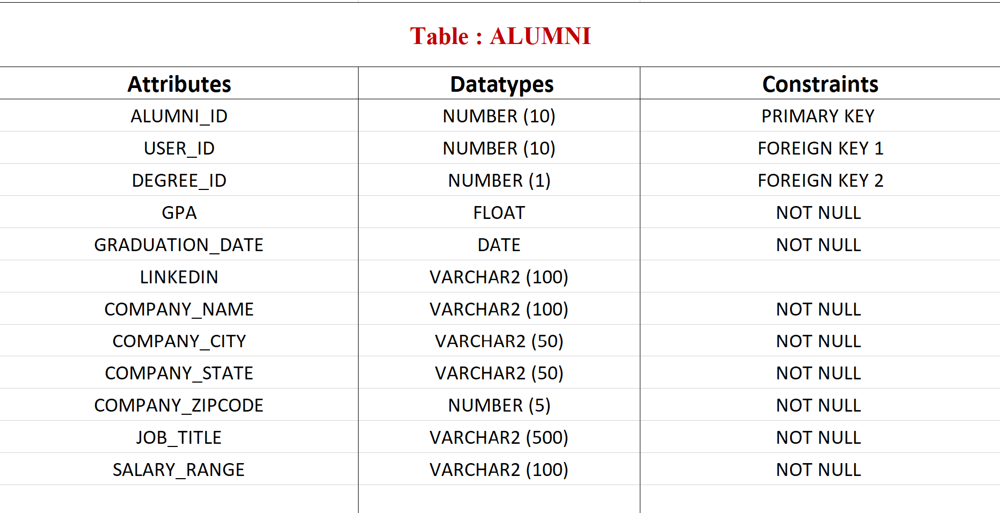 Table : ALUMNI
Attributes Datatypes Constraints
ALUMNI_ID NUMBER (10) PRIMARY KEY
USER_ID NUMBER (10) FOREIGN KEY 1
DEGREE_ID NUMBER (1) FOREIGN KEY 2
GPA FLOAT NOT NULL
GRADUATION_DATE DATE NOT NULL
LINKEDIN VARCHAR2 (100)
COMPANY_NAME VARCHAR2 (100) NOT NULL
COMPANY_CITY VARCHAR2 (50) NOT NULL
COMPANY_STATE VARCHAR2 (50) NOT NULL
COMPANY_ZIPCODE NUMBER (5) NOT NULL
JOB_TITLE VARCHAR2 (500) NOT NULL
SALARY_RANGE VARCHAR2 (100) NOT NULL